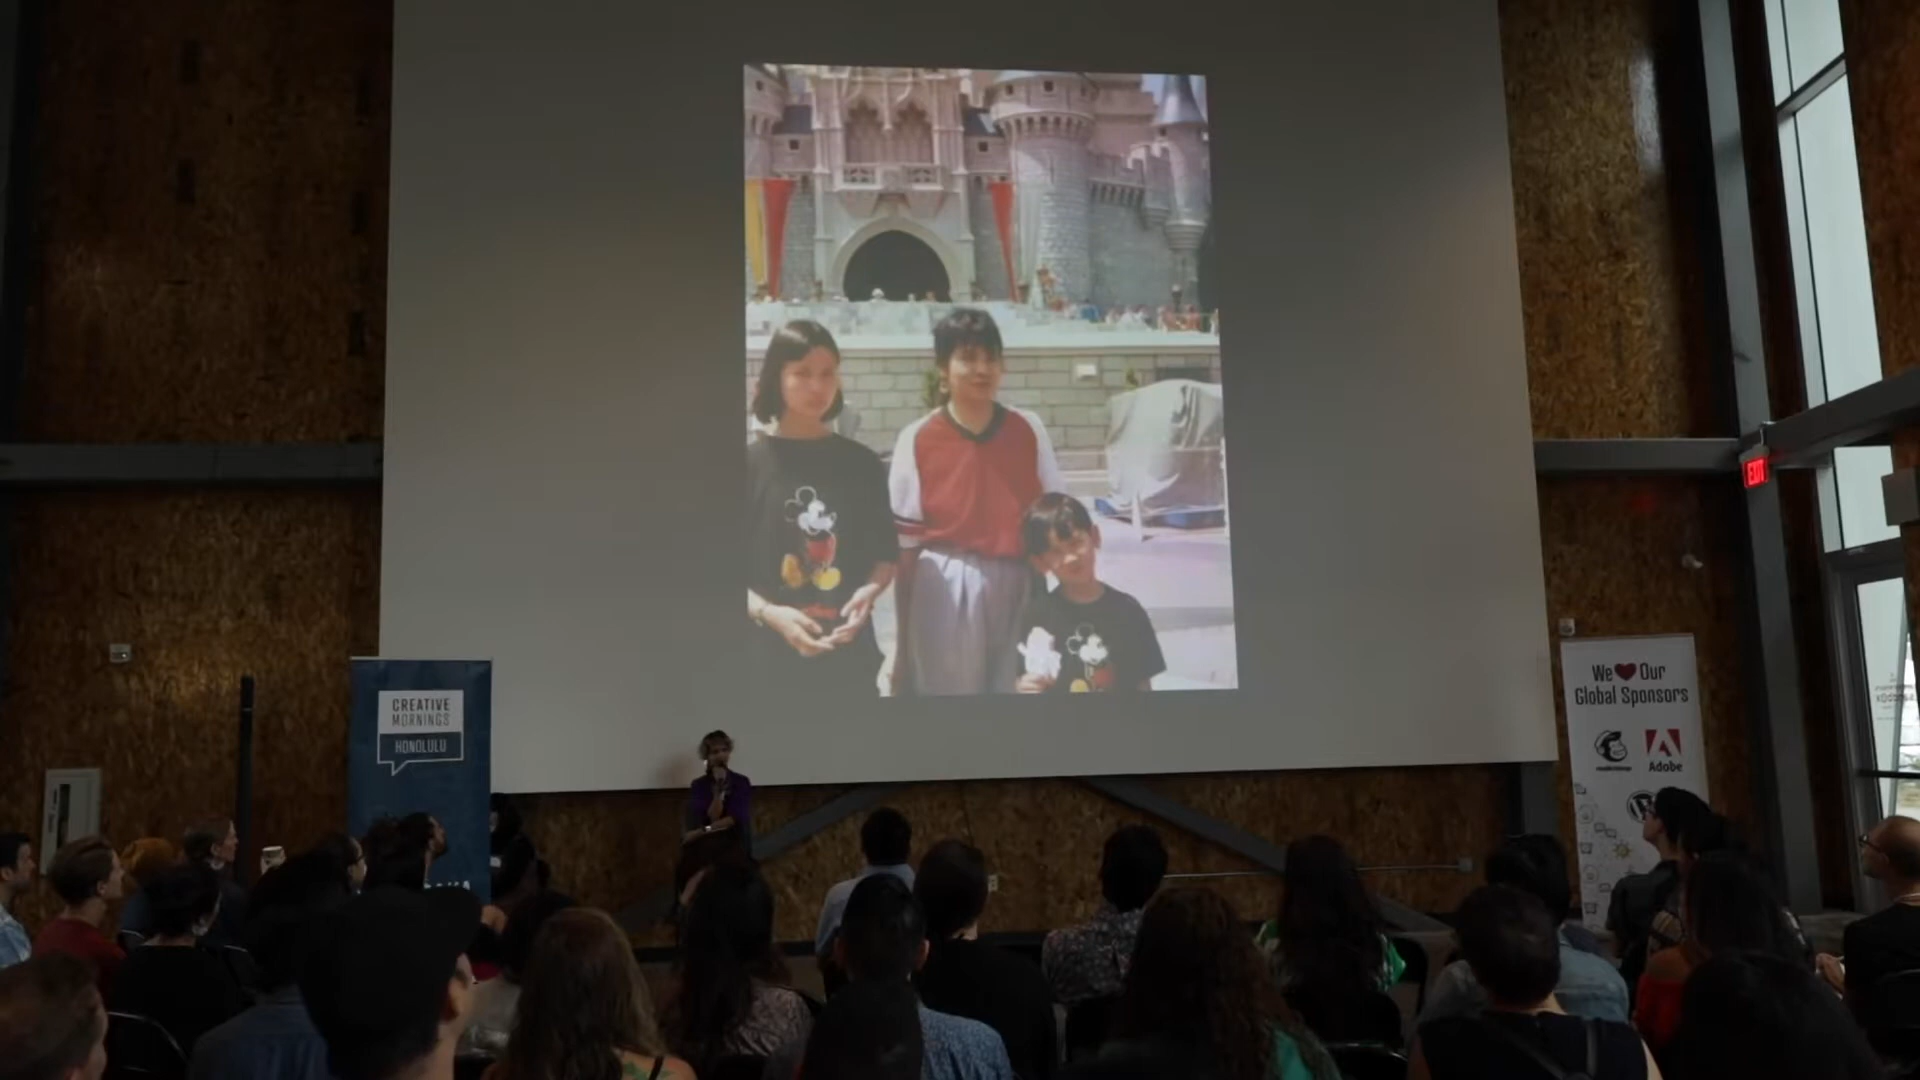 CREATIVE
MORNINGS
HONOLULU
EXIT
We Our
Global Sponsors
Adobe